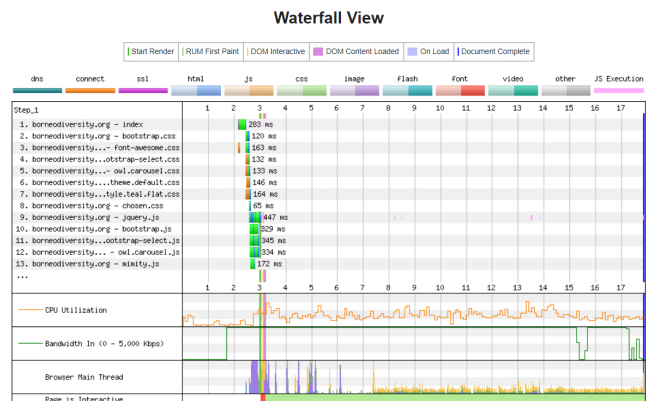 Waterfall View
Start Render RUM First Paint DOM Interactive DOM Content Loaded On Load Document Complete
dns connect ssl html js css image flash font video other JS Execution
Step_1 1 2 3 4 5 6 7 8 9 10 11 12 13 14 15 16 17
1. borneodiversity.org - index 283 ms
2. borneodiversity.org - bootstrap.css 120 ms
3. borneodiversity...- font-awesome.css 163 ms
4. borneodiversity...otstrap-select.css 132 ms
5. borneodiversity...- owl.carousel.css 133 ms
6. borneodiversity....theme.default.css 146 ms
7. borneodiversity...tyle.teal.flat.css 164 ms
8. borneodiversity.org - chosen.css 65 ms
9. borneodiversity.org - jquery.js 447 ms
10. borneodiversity.org - bootstrap.js 329 ms
11. borneodiversity...ootstrap-select.js 345 ms
12. borneodiversity... - owl.carousel.js 334 ms
13. borneodiversity.org - mimity.js 172 ms
...
1 2 3 4 5 6 7 8 9 10 11 12 13 14 15 16 17
CPU Utilization
Bandwidth In (0 - 5,000 Kbps)
Browser Main Thread
Page is Interactive